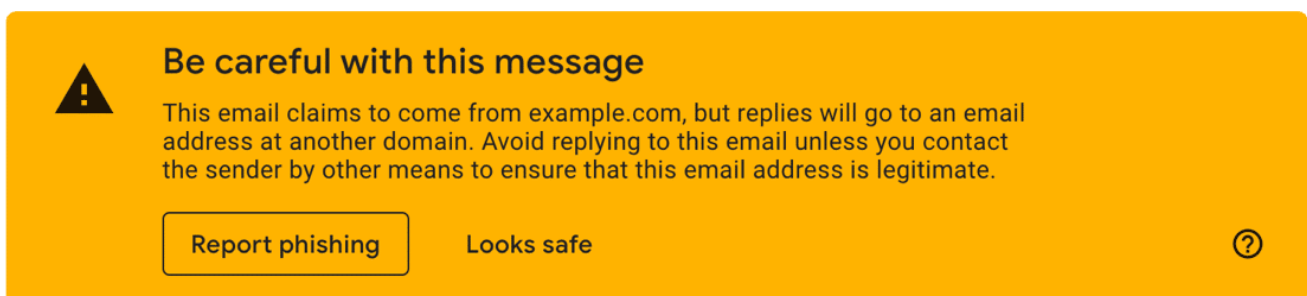 Be careful with this message
This email claims to come from example.com, but replies will go to an email
address at another domain. Avoid replying to this email unless you contact
the sender by other means to ensure that this email address is legitimate.
Report phishing Looks safe